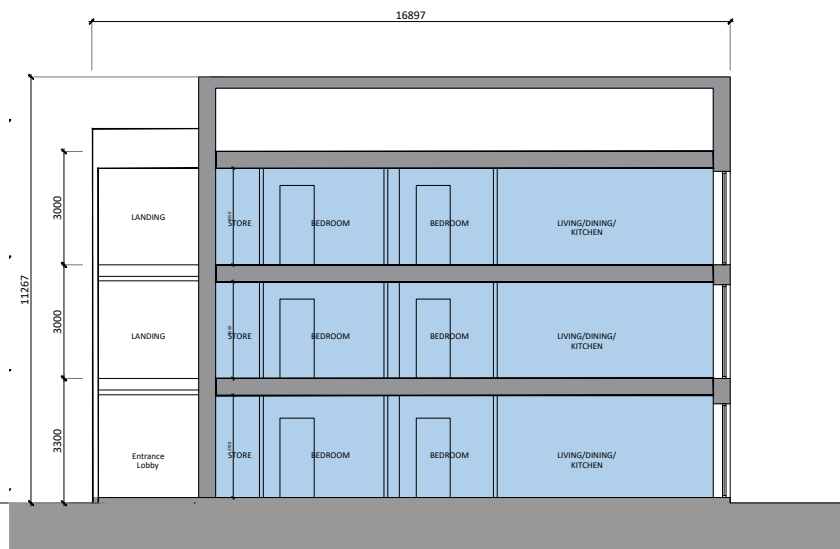 16897
11267
3000
3000
3300
LANDING
STORE
BEDROOM
BEDROOM
LIVING/DINING/
KITCHEN
LANDING
STORE
BEDROOM
BEDROOM
LIVING/DINING/
KITCHEN
Entrance
Lobby
STORE
BEDROOM
BEDROOM
LIVING/DINING/
KITCHEN